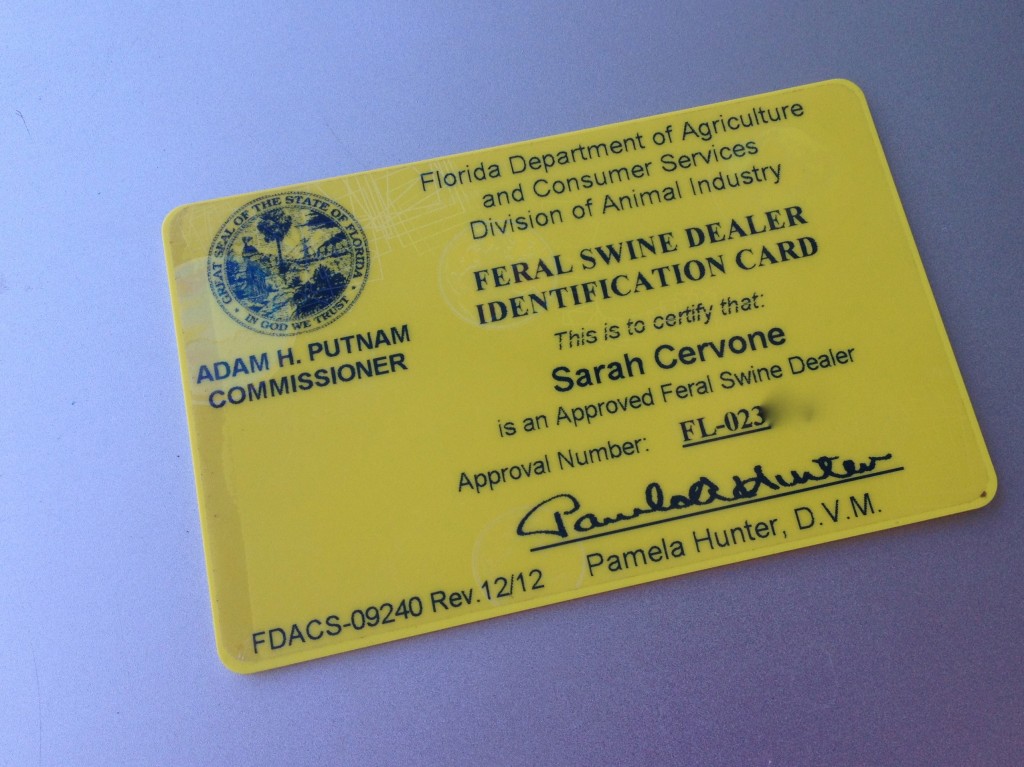 GREAT SEAL OF THE STATE OF FLORIDA
IN GOD WE TRUST
ADAM H. PUTNAM
COMMISSIONER
Florida Department of Agriculture
and Consumer Services
Division of Animal Industry
FERAL SWINE DEALER
IDENTIFICATION CARD
This is to certify that:
Sarah Cervone
is an Approved Feral Swine Dealer
Approval Number: FL-023
Pamela Hunter
Pamela Hunter, D.V.M.
FDACS-09240 Rev.12/12